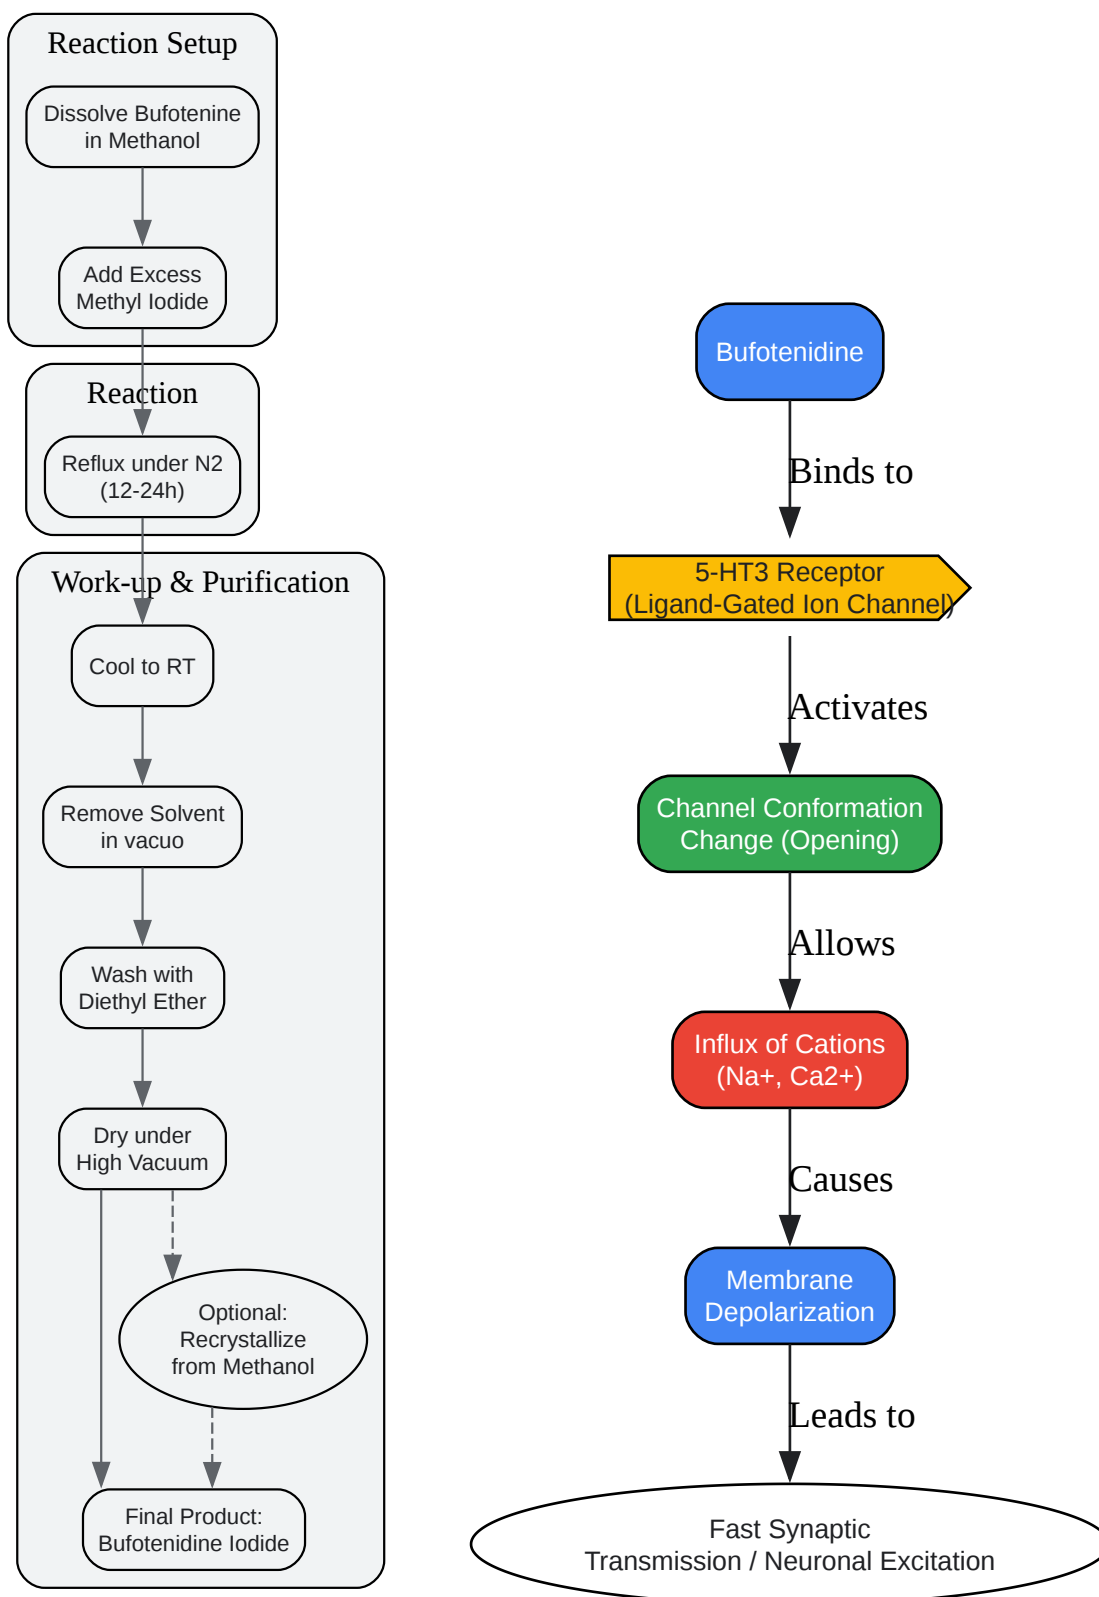 Reaction Setup
Dissolve Bufotenine
in Methanol
Add Excess
Methyl Iodide
Reaction
Reflux under N2
(12-24h)
Work-up & Purification
Cool to RT
Remove Solvent
in vacuo
Wash with
Diethyl Ether
Dry under
High Vacuum
Optional:
Recrystallize
from Methanol
Final Product:
Bufotenidine Iodide
Bufotenidine
Binds to
5-HT3 Receptor
(Ligand-Gated Ion Channel)
Activates
Channel Conformation
Change (Opening)
Allows
Influx of Cations
(Na+, Ca2+)
Causes
Membrane
Depolarization
Leads to
Fast Synaptic
Transmission / Neuronal Excitation